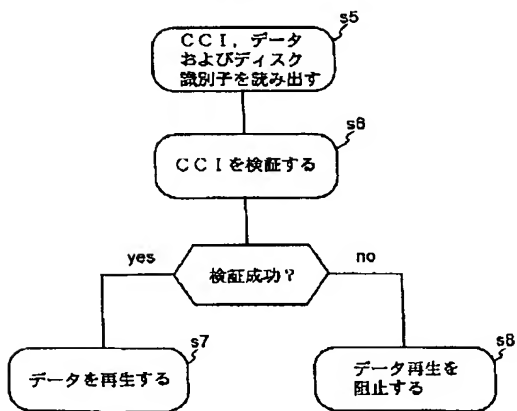 s5
CCI,データ
およびディスク
識別子を読み出す
s6
CCIを検証する
yes
検証成功?
no
s7
データを再生する
s8
データ再生を
阻止する